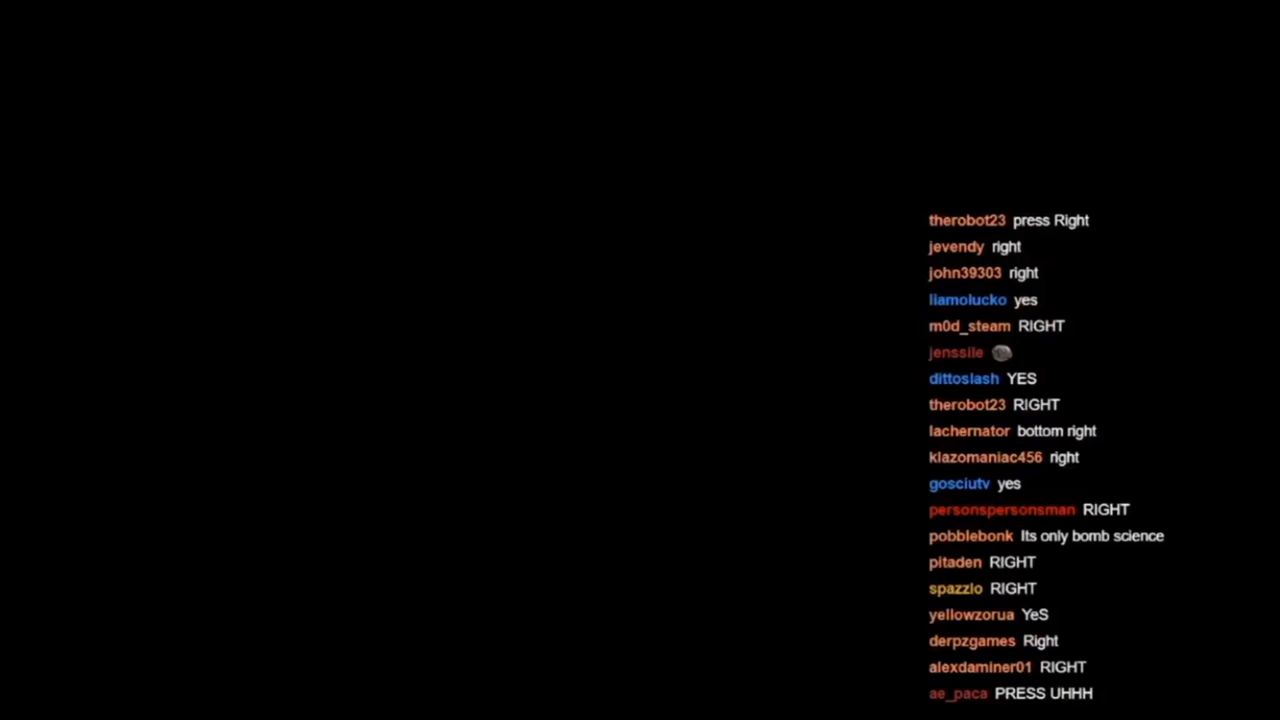 therobot23 press Right
jevendy right
john39303 right
liamolucko yes
m0d_steam RIGHT
jenssile
dittoslash YES
therobot23 RIGHT
lachernator bottom right
klazomaniac456 right
gosciutv yes
personspersonsman RIGHT
pobblebonk Its only bomb science
pitaden RIGHT
spazzio RIGHT
yellowzorua YeS
derpzgames Right
alexdaminer01 RIGHT
ae_paca PRESS UHHH